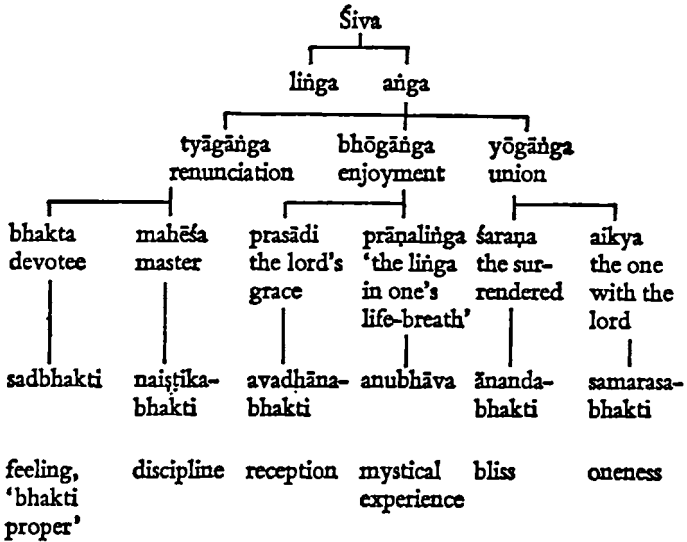 Śiva
liṅga aṅga
tyāgāṅga bhōgāṅga yōgāṅga
renunciation enjoyment union
bhakta mahēśa prasādi prāṇaliṅga śaraṇa aikya
devotee master the lord's 'the liṅga the sur- the one
grace in one's rendered with the
life-breath' lord
sadbhakti naiṣṭika- avadhāna- anubhāva ānanda- samarasa-
bhakti bhakti bhakti bhakti
feeling, discipline reception mystical bliss oneness
'bhakti experience
proper'